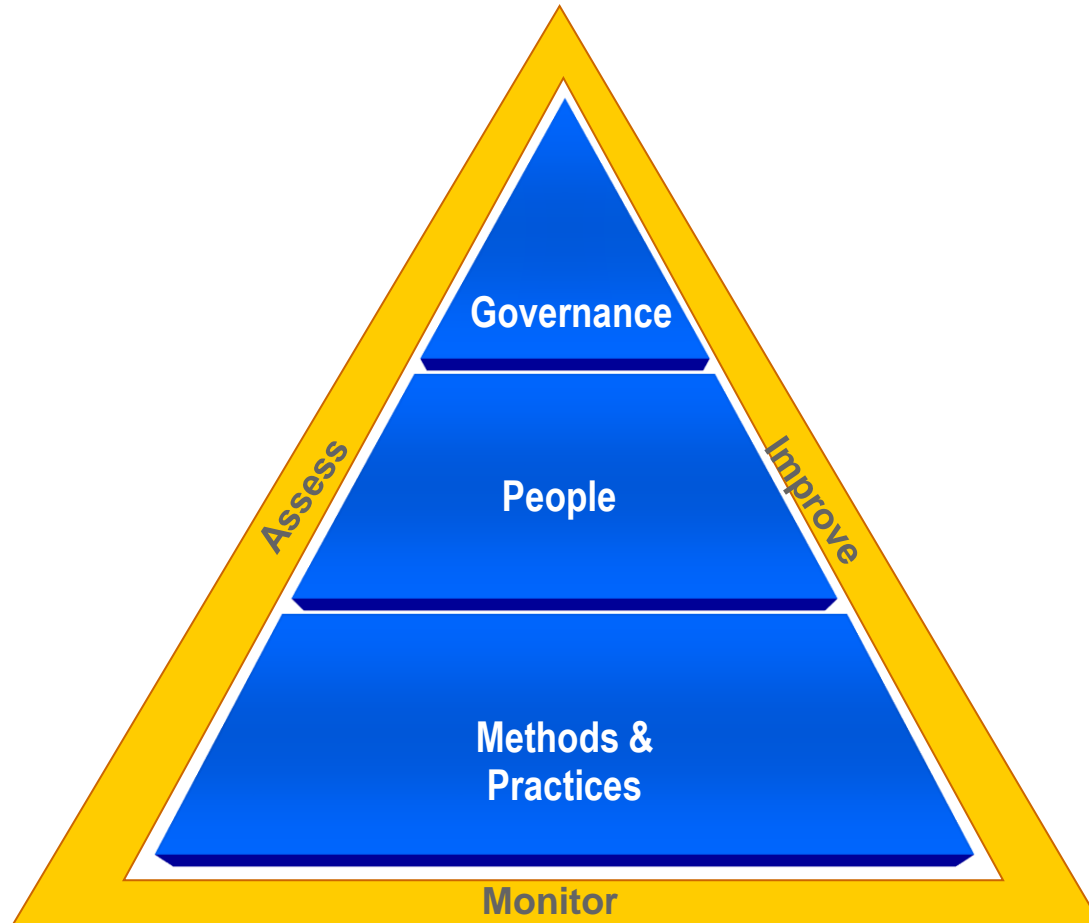 Governance
Assess
Improve
People
Methods &
Practices
Monitor